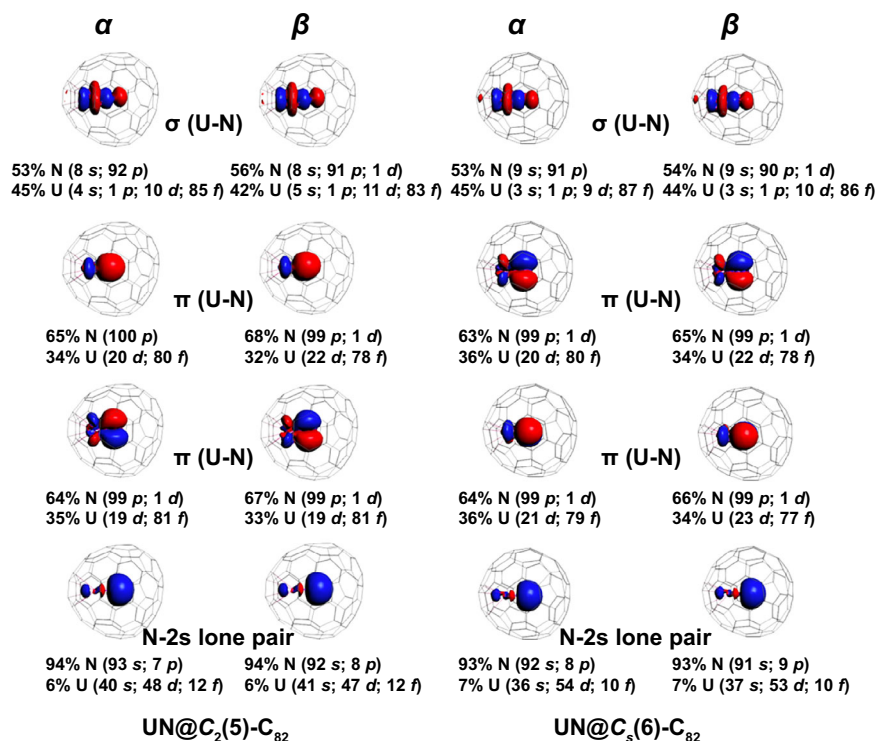 α β α β
σ (U-N) σ (U-N)
53% N (8 s; 92 p) 56% N (8 s; 91 p; 1 d) 53% N (9 s; 91 p) 54% N (9 s; 90 p; 1 d)
45% U (4 s; 1 p; 10 d; 85 f) 42% U (5 s; 1 p; 11 d; 83 f) 45% U (3 s; 1 p; 9 d; 87 f) 44% U (3 s; 1 p; 10 d; 86 f)
π (U-N) π (U-N)
65% N (100 p) 68% N (99 p; 1 d) 63% N (99 p; 1 d) 65% N (99 p; 1 d)
34% U (20 d; 80 f) 32% U (22 d; 78 f) 36% U (20 d; 80 f) 34% U (22 d; 78 f)
π (U-N) π (U-N)
64% N (99 p; 1 d) 67% N (99 p; 1 d) 64% N (99 p; 1 d) 66% N (99 p; 1 d)
35% U (19 d; 81 f) 33% U (19 d; 81 f) 36% U (21 d; 79 f) 34% U (23 d; 77 f)
N-2s lone pair N-2s lone pair
94% N (93 s; 7 p) 94% N (92 s; 8 p) 93% N (92 s; 8 p) 93% N (91 s; 9 p)
6% U (40 s; 48 d; 12 f) 6% U (41 s; 47 d; 12 f) 7% U (36 s; 54 d; 10 f) 7% U (37 s; 53 d; 10 f)
UN@C₂(5)-C₈₂ UN@Cₛ(6)-C₈₂